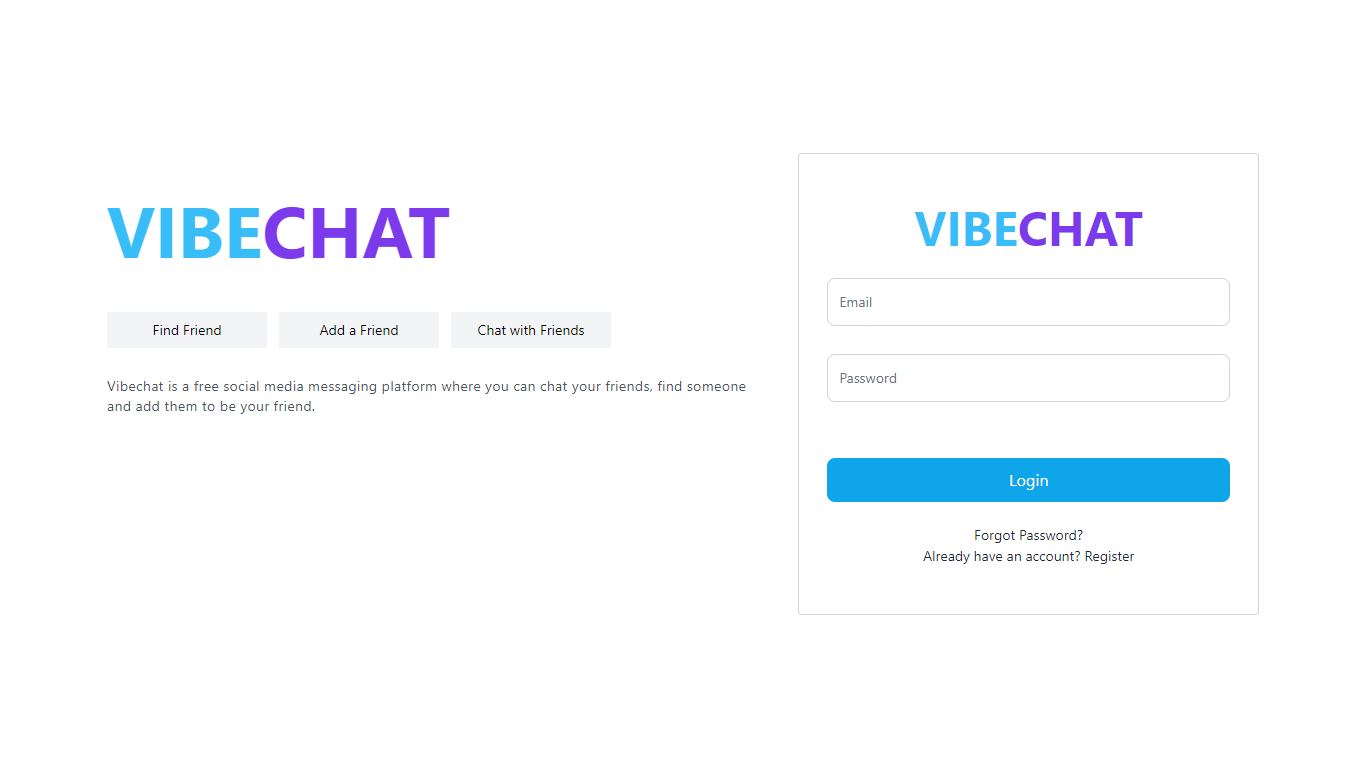 VIBECHAT
Find Friend
Add a Friend
Chat with Friends
Vibechat is a free social media messaging platform where you can chat your friends, find someone
and add them to be your friend.
VIBECHAT
Email
Password
Login
Forgot Password?
Already have an account? Register